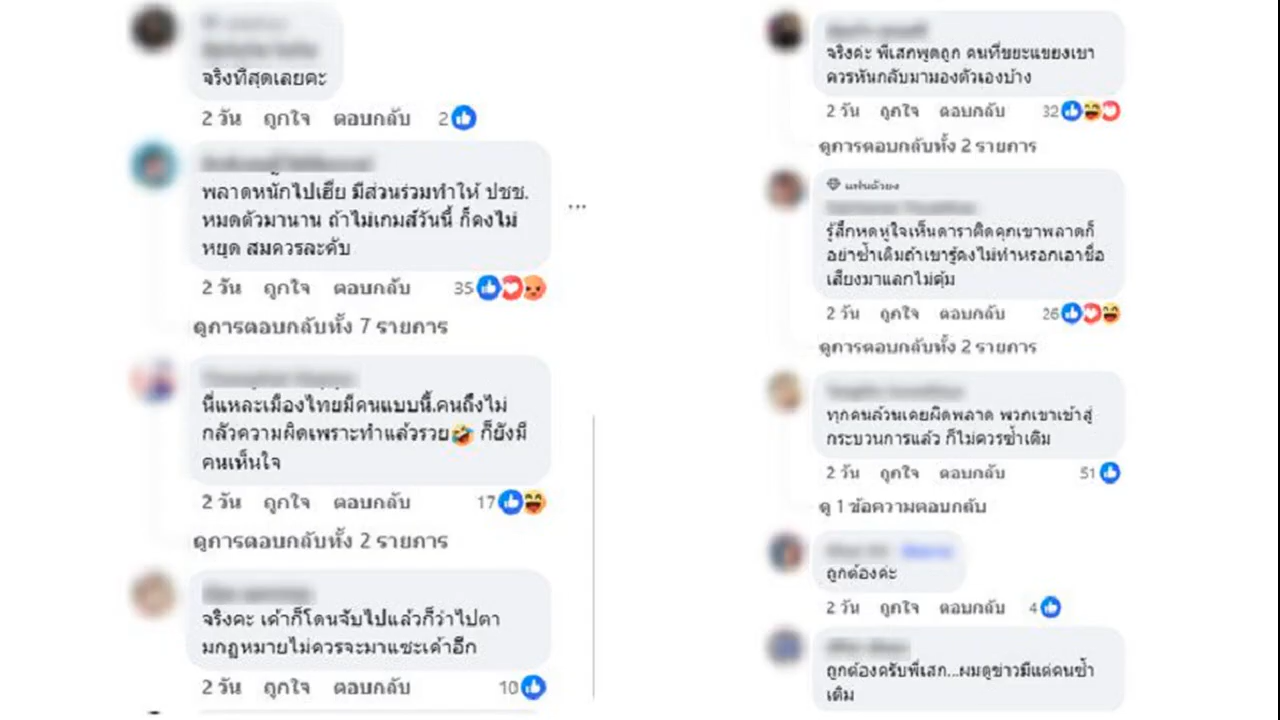 จริงที่สุดเลยคะ
2 วัน ถูกใจ ตอบกลับ 2
พลาดหนักไปเฮีย มีส่วนร่วมทำให้ ปชช.
หมดตัวมานาน ถ้าไม่เกมส์วันนี้ ก็คงไม่
หยุด สมควรละคับ
2 วัน ถูกใจ ตอบกลับ 35
ดูการตอบกลับทั้ง 7 รายการ
นี่แหละเมืองไทยมีคนแบบนี้.คนถึงไม่
กลัวความผิดเพราะทำแล้วรวย🤣 ก็ยังมี
คนเห็นใจ
2 วัน ถูกใจ ตอบกลับ 17
ดูการตอบกลับทั้ง 2 รายการ
จริงคะ เค้าก็โดนจับไปแล้วก็ว่าไปตา
มกฎหมายไม่ควรจะมาแซะเค้าอีก
2 วัน ถูกใจ ตอบกลับ 10
จริงค่ะ พี่เสกพูดถูก คนที่ขยะแขยงเขา
ควรหันกลับมามองตัวเองบ้าง
2 วัน ถูกใจ ตอบกลับ 32
ดูการตอบกลับทั้ง 2 รายการ
แฟนตัวยง
รู้สึกหดหู่ใจเห็นดาราติดคุกเขาพลาดก็
อย่าซ้ำเติมถ้าเขารู้คงไม่ทำหรอกเอาชื่อ
เสียงมาแลกไม่คุ้ม
2 วัน ถูกใจ ตอบกลับ 26
ดูการตอบกลับทั้ง 2 รายการ
ทุกคนล้วนเคยผิดพลาด พวกเขาเข้าสู่
กระบวนการแล้ว ก็ไม่ควรซ้ำเติม
2 วัน ถูกใจ ตอบกลับ 51
ดู 1 ข้อความตอบกลับ
ถูกต้องค่ะ
2 วัน ถูกใจ ตอบกลับ 4
ถูกต้องครับพี่เสก...ผมดูข่าวมีแต่คนซ้ำ
เติม